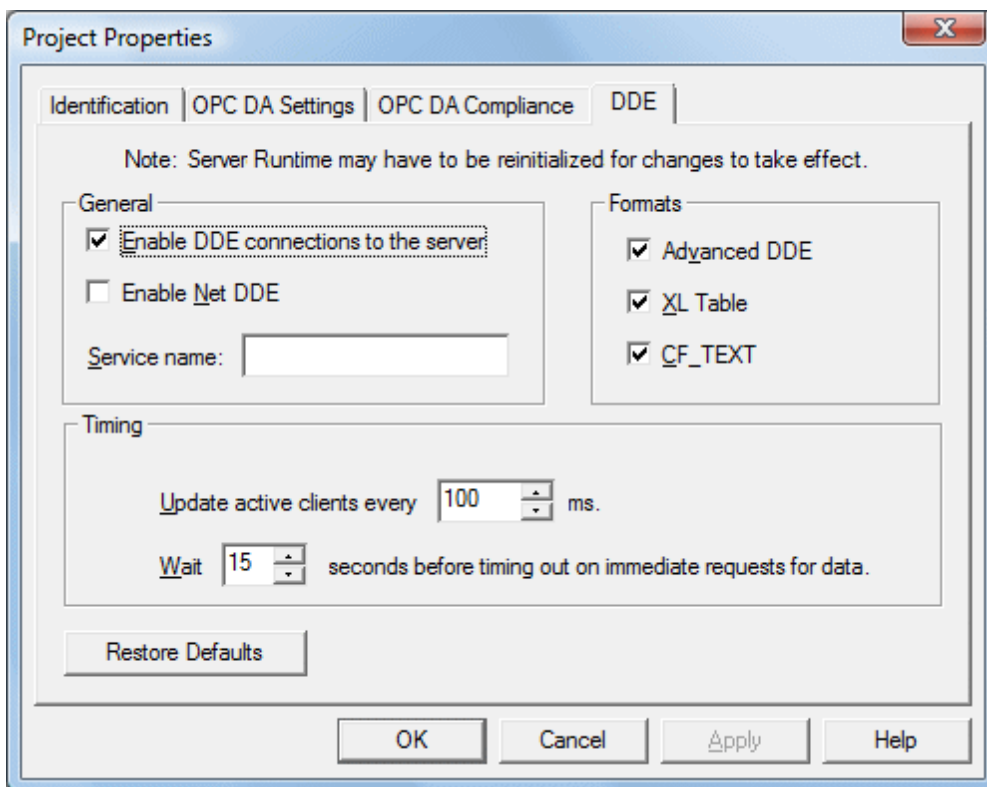 Project Properties
Identification OPC DA Settings OPC DA Compliance DDE
Note: Server Runtime may have to be reinitialized for changes to take effect.
General
Enable DDE connections to the server
Enable Net DDE
Service name:
Formats
Advanced DDE
XL Table
CF_TEXT
Timing
Update active clients every 100 ms.
Wait 15 seconds before timing out on immediate requests for data.
Restore Defaults
OK Cancel Apply Help